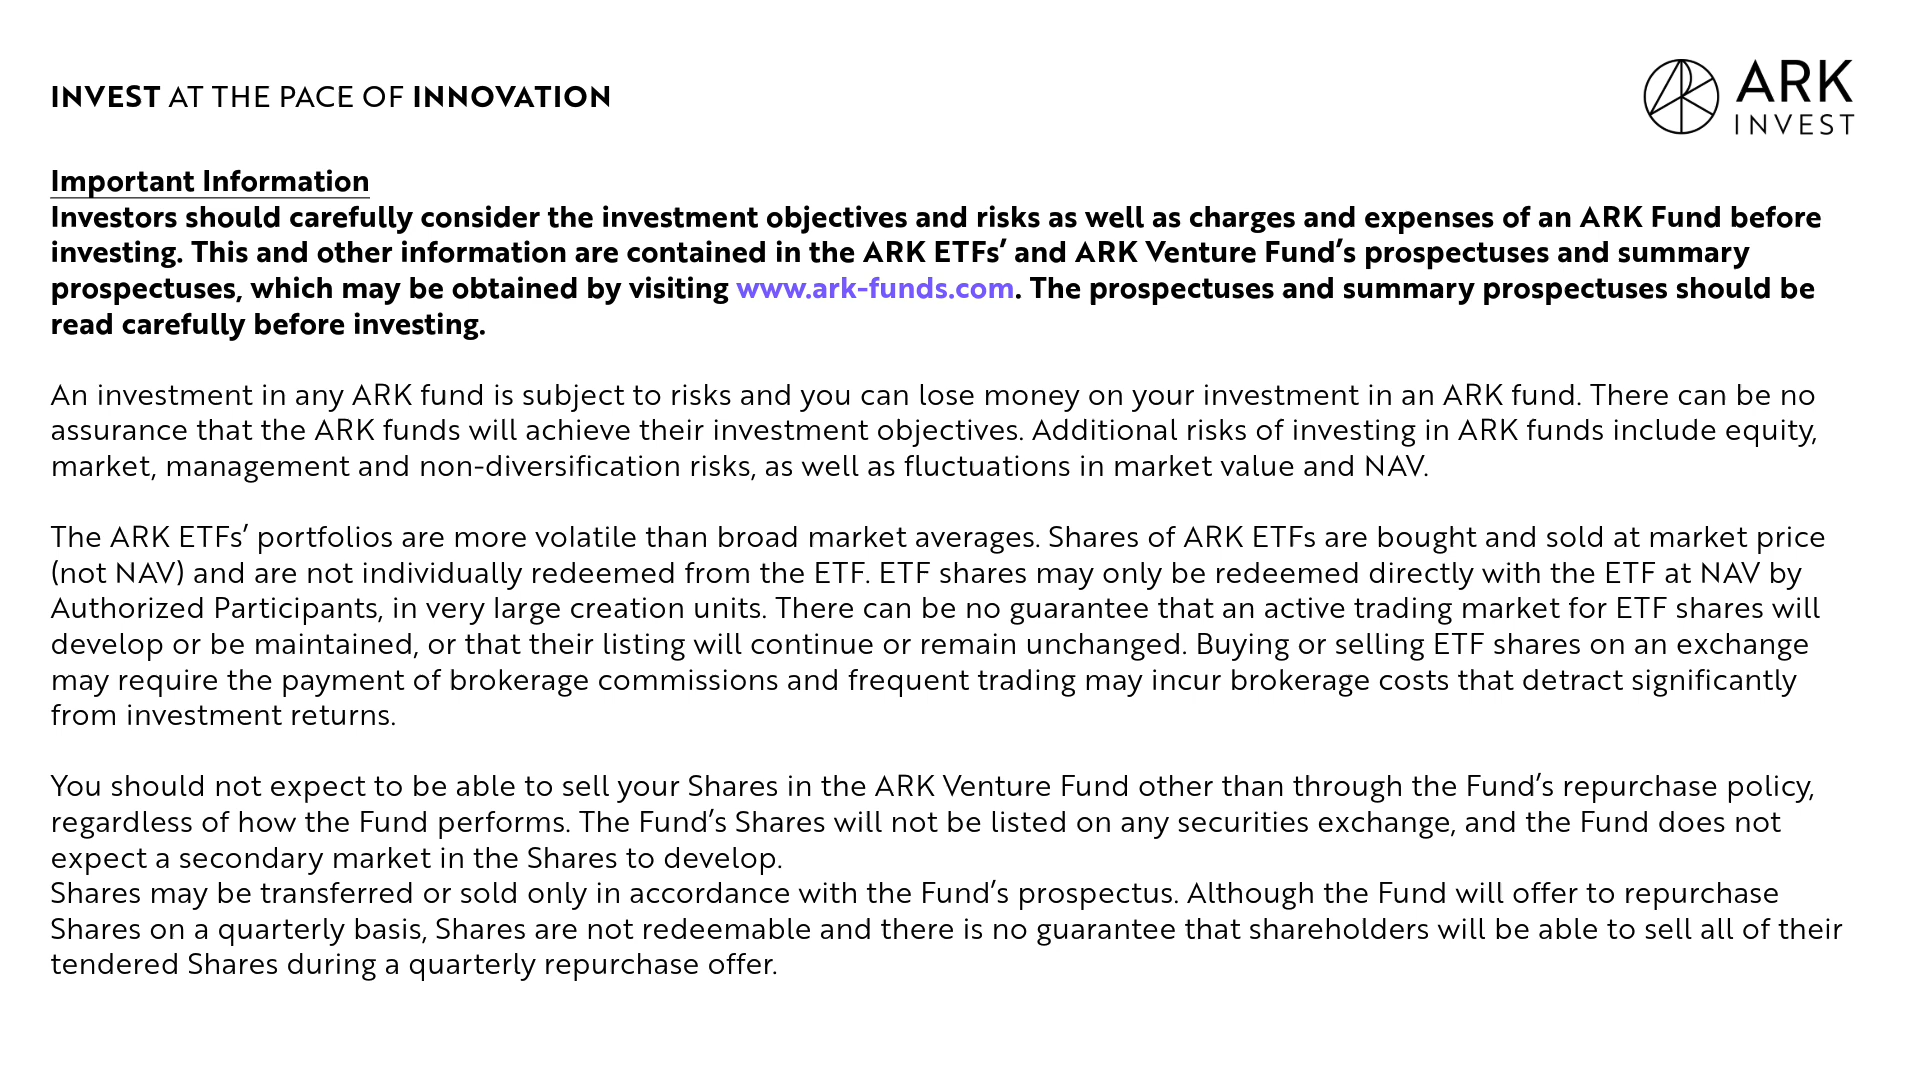 INVEST AT THE PACE OF INNOVATION
ARK
INVEST
Important Information
Investors should carefully consider the investment objectives and risks as well as charges and expenses of an ARK Fund before
investing. This and other information are contained in the ARK ETFs’ and ARK Venture Fund’s prospectuses and summary
prospectuses, which may be obtained by visiting www.ark-funds.com. The prospectuses and summary prospectuses should be
read carefully before investing.
An investment in any ARK fund is subject to risks and you can lose money on your investment in an ARK fund. There can be no
assurance that the ARK funds will achieve their investment objectives. Additional risks of investing in ARK funds include equity,
market, management and non-diversification risks, as well as fluctuations in market value and NAV.
The ARK ETFs’ portfolios are more volatile than broad market averages. Shares of ARK ETFs are bought and sold at market price
(not NAV) and are not individually redeemed from the ETF. ETF shares may only be redeemed directly with the ETF at NAV by
Authorized Participants, in very large creation units. There can be no guarantee that an active trading market for ETF shares will
develop or be maintained, or that their listing will continue or remain unchanged. Buying or selling ETF shares on an exchange
may require the payment of brokerage commissions and frequent trading may incur brokerage costs that detract significantly
from investment returns.
You should not expect to be able to sell your Shares in the ARK Venture Fund other than through the Fund’s repurchase policy,
regardless of how the Fund performs. The Fund’s Shares will not be listed on any securities exchange, and the Fund does not
expect a secondary market in the Shares to develop.
Shares may be transferred or sold only in accordance with the Fund’s prospectus. Although the Fund will offer to repurchase
Shares on a quarterly basis, Shares are not redeemable and there is no guarantee that shareholders will be able to sell all of their
tendered Shares during a quarterly repurchase offer.